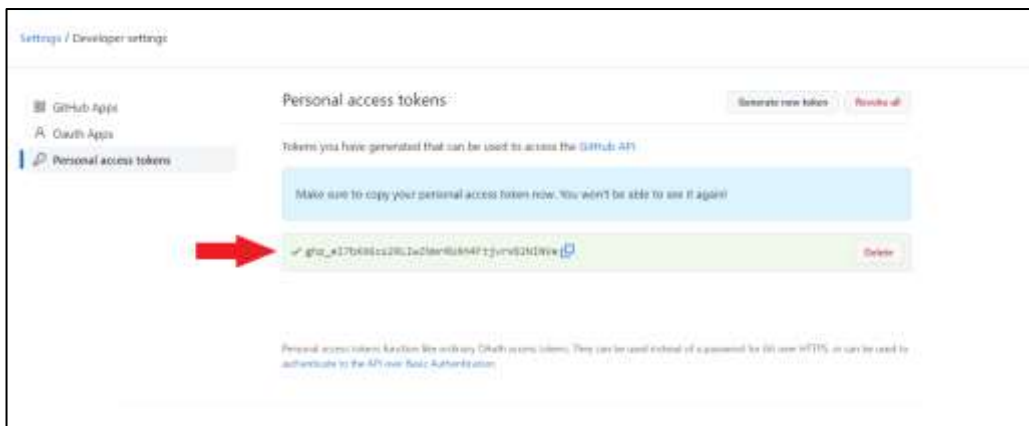 Settings / Developer settings
GitHub Apps
OAuth Apps
Personal access tokens
Personal access tokens
Generate new token
Revoke all
Tokens you have generated that can be used to access the GitHub API
Make sure to copy your personal access token now. You won't be able to see it again!
Delete
Personal access tokens function like ordinary OAuth access tokens. They can be used instead of a password for Git over HTTPS, or can be used to
authenticate to the API over Basic Authentication